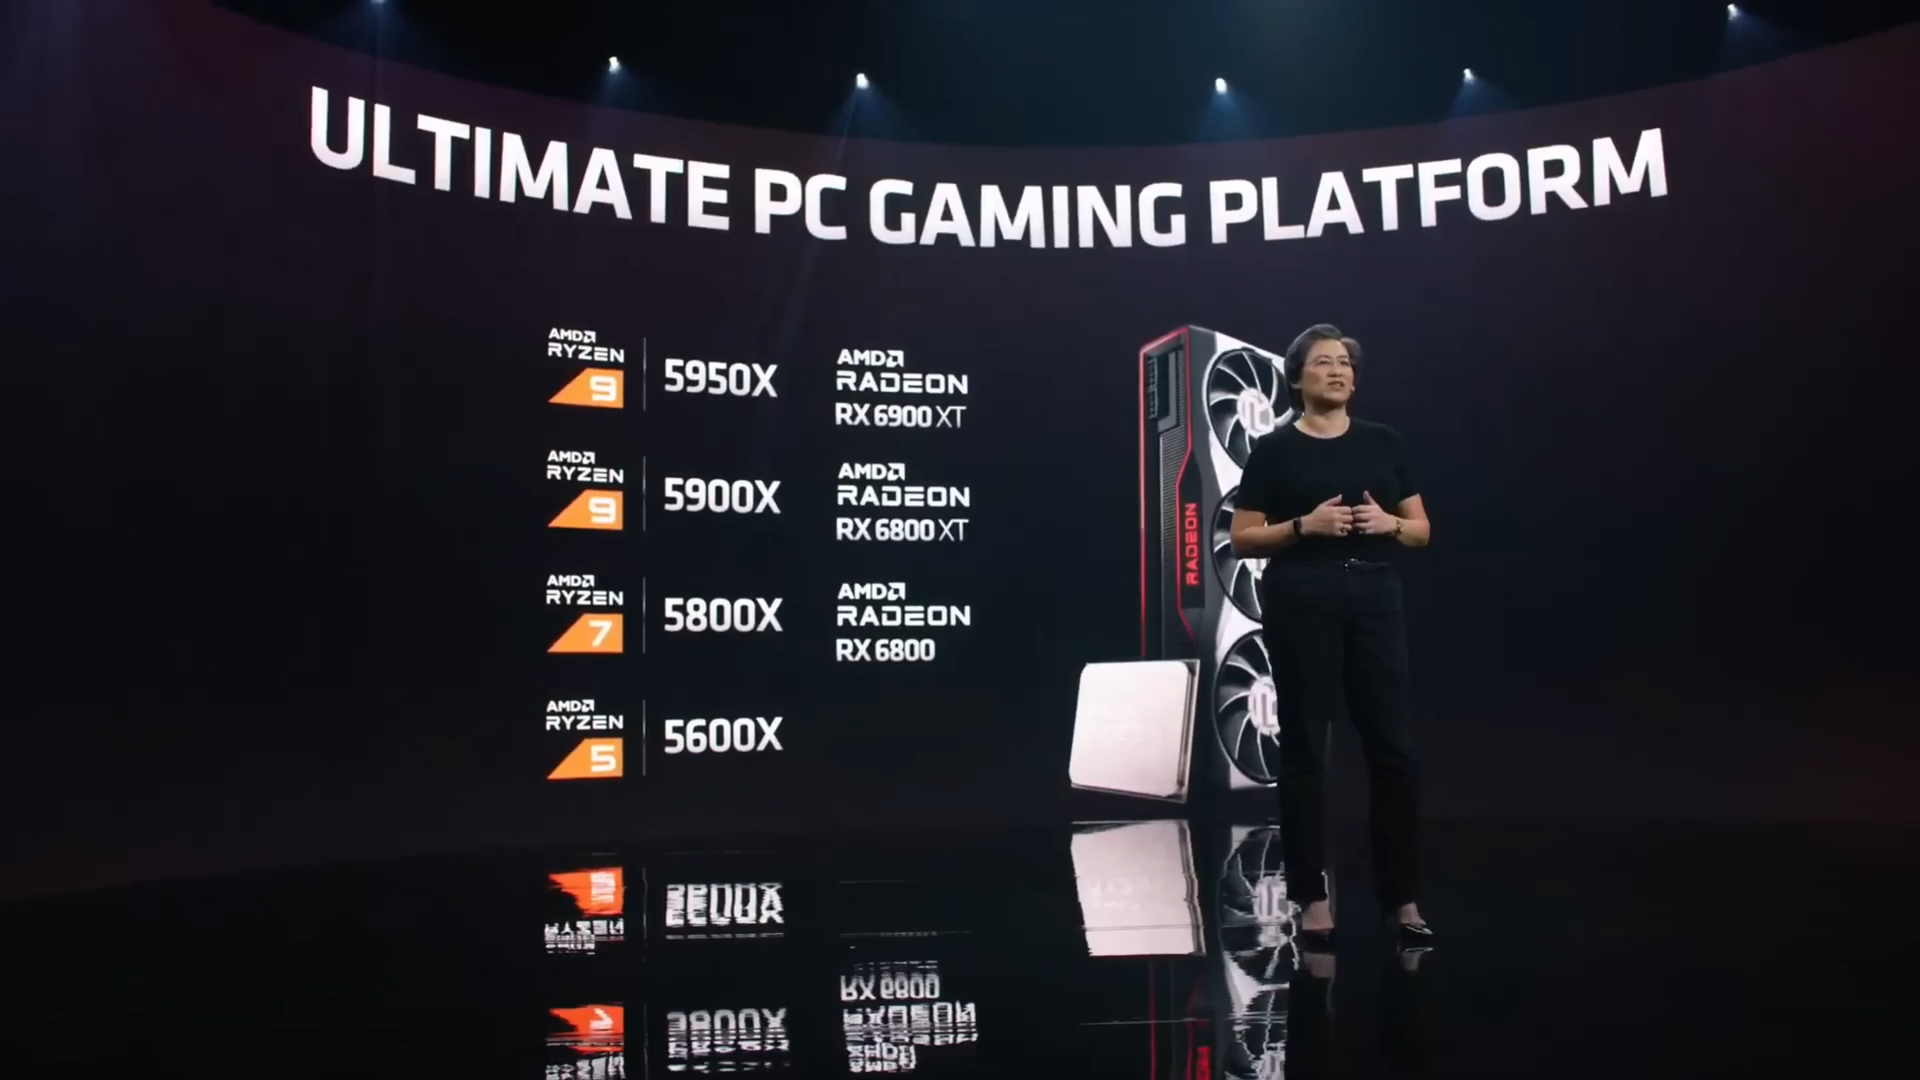 ULTIMATE PC GAMING PLATFORM
AMD
RYZEN
9
5950X
AMD
RADEON
RX 6900 XT
AMD
RYZEN
9
5900X
AMD
RADEON
RX 6800 XT
AMD
RYZEN
7
5800X
AMD
RADEON
RX 6800
AMD
RYZEN
5
5600X
RADEON